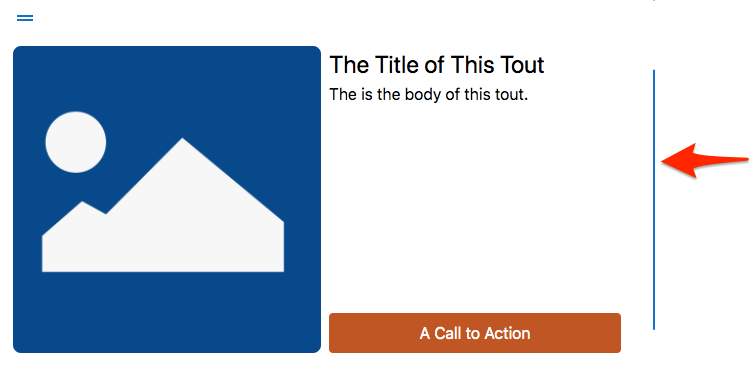 The Title of This Tout
The is the body of this tout.
A Call to Action